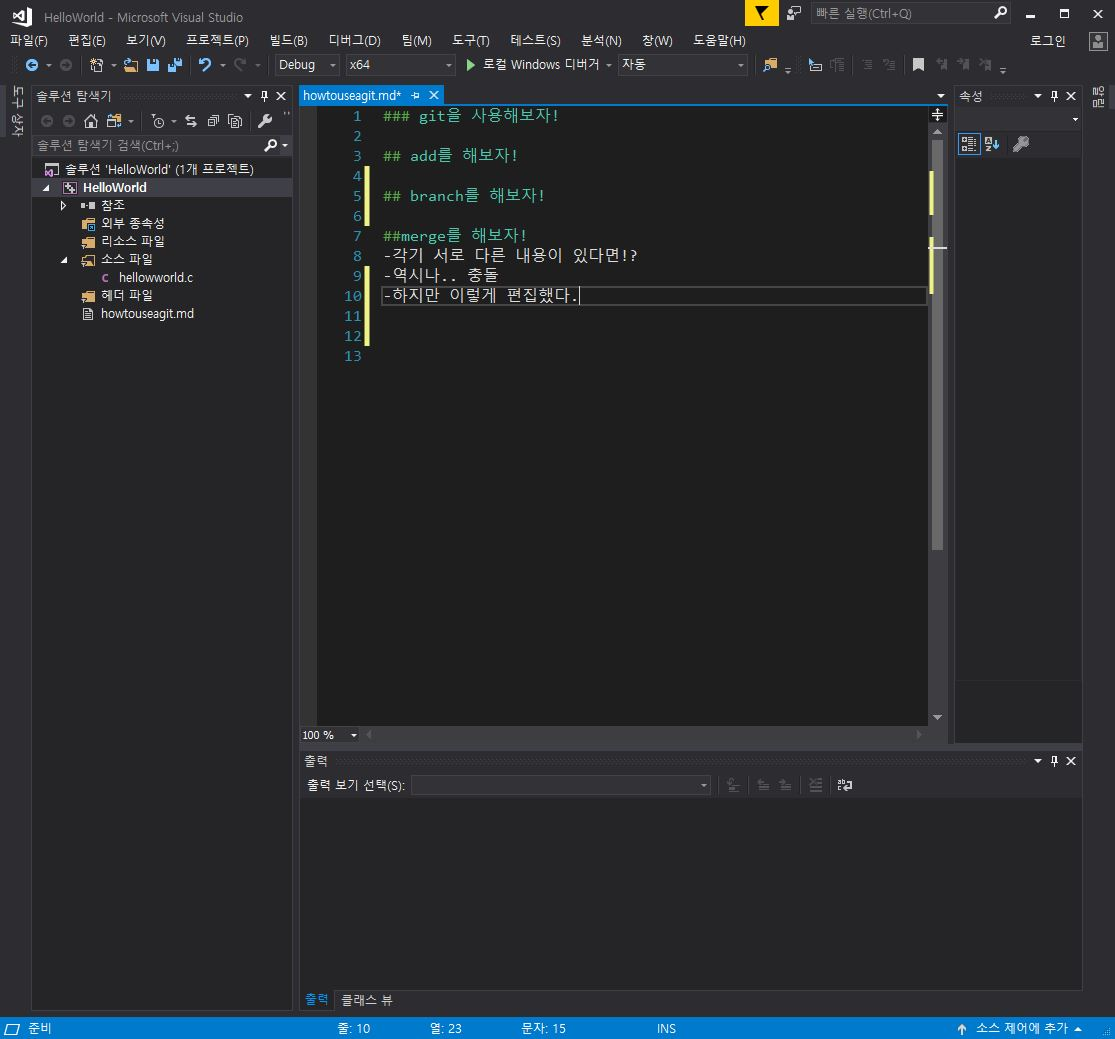 HelloWorld - Microsoft Visual Studio
빠른 실행(Ctrl+Q)
파일(F) 편집(E) 보기(V) 프로젝트(P) 빌드(B) 디버그(D) 팀(M) 도구(T) 테스트(S) 분석(N) 창(W) 도움말(H) 로그인
Debug x64 로컬 Windows 디버거 자동
도구 상자
솔루션 탐색기
솔루션 탐색기 검색(Ctrl+;)
솔루션 'HelloWorld' (1개 프로젝트)
HelloWorld
참조
외부 종속성
리소스 파일
소스 파일
hellowworld.c
헤더 파일
howtouseagit.md
howtouseagit.md*
1 ### git을 사용해보자!
2
3 ## add를 해보자!
4
5 ## branch를 해보자!
6
7 ##merge를 해보자!
8 -각기 서로 다른 내용이 있다면!?
9 -역시나.. 충돌
10 -하지만 이렇게 편집했다.
11
12
13
100 %
속성
알림
출력
출력 보기 선택(S):
출력 클래스 뷰
준비 줄: 10 열: 23 문자: 15 INS 소스 제어에 추가